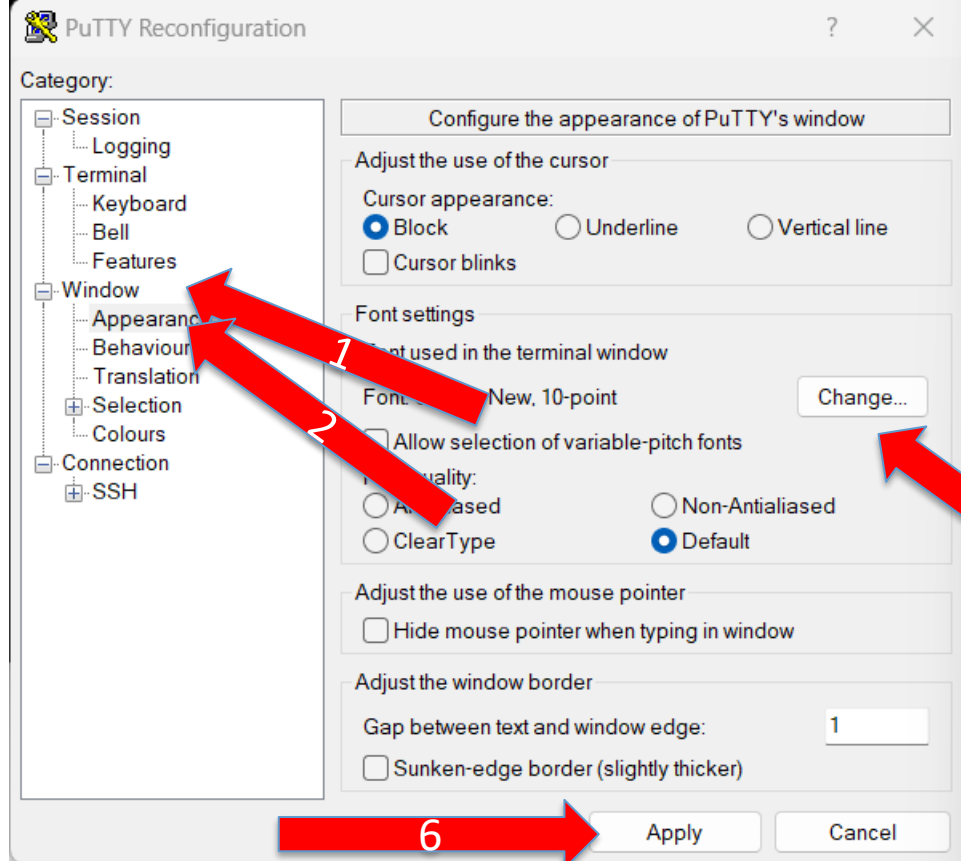 PuTTY Reconfiguration ? ×
Category:
Session
Logging
Terminal
Keyboard
Bell
Features
Window
Appearanc
Behaviour
Translation
Selection
Colours
Connection
SSH
Configure the appearance of PuTTY's window
Adjust the use of the cursor
Cursor appearance:
Block Underline Vertical line
Cursor blinks
Font settings
1
used in the terminal window
New, 10-point Change...
2
Allow selection of variable-pitch fonts
Non-Antialiased
ClearType Default
Adjust the use of the mouse pointer
Hide mouse pointer when typing in window
Adjust the window border
Gap between text and window edge: 1
Sunken-edge border (slightly thicker)
6 Apply Cancel